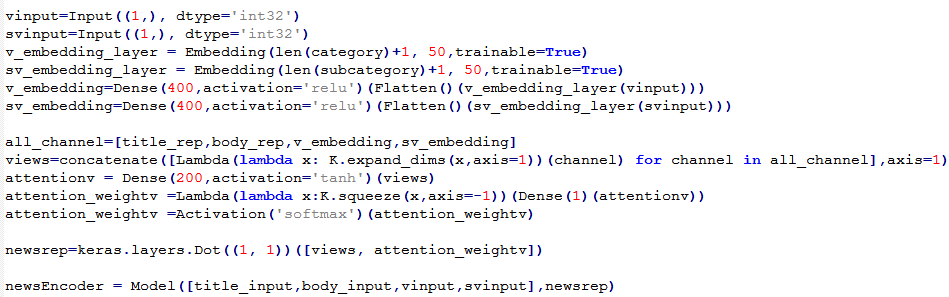 vinput=Input((1,), dtype='int32')
svinput=Input((1,), dtype='int32')
v_embedding_layer = Embedding(len(category)+1, 50,trainable=True)
sv_embedding_layer = Embedding(len(subcategory)+1, 50,trainable=True)
v_embedding=Dense(400,activation='relu')(Flatten()(v_embedding_layer(vinput)))
sv_embedding=Dense(400,activation='relu')(Flatten()(sv_embedding_layer(svinput)))
all_channel=[title_rep,body_rep,v_embedding,sv_embedding]
views=concatenate([Lambda(lambda x: K.expand_dims(x,axis=1))(channel) for channel in all_channel],axis=1)
attentionv = Dense(200,activation='tanh')(views)
attention_weightv =Lambda(lambda x:K.squeeze(x,axis=-1))(Dense(1)(attentionv))
attention_weightv =Activation('softmax')(attention_weightv)
newsrep=keras.layers.Dot((1, 1))([views, attention_weightv])
newsEncoder = Model([title_input,body_input,vinput,svinput],newsrep)